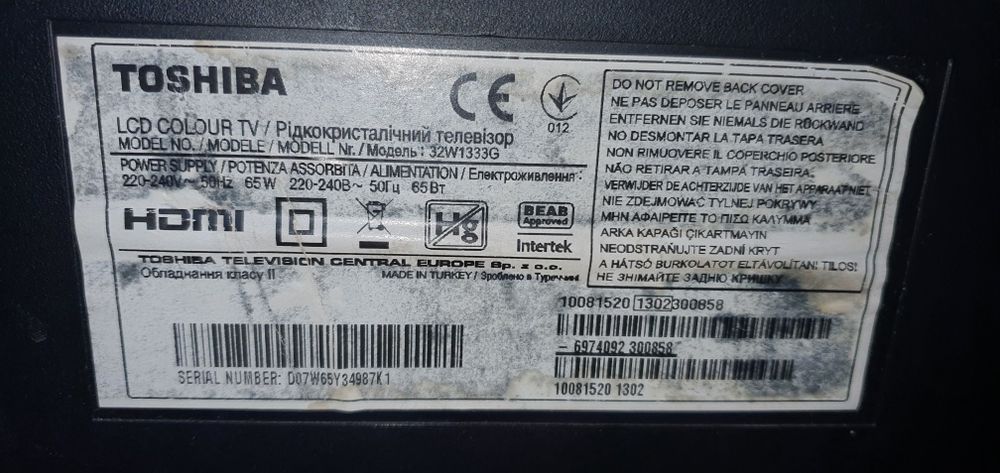 TOSHIBA
CE
012
LCD COLOUR TV / Рідкокристалічний телевізор
MODEL NO. / MODELE / MODELL Nr. / Модель : 32W1333G
POWER SUPPLY / POTENZA ASSORBITA / ALIMENTATION / Електроживлення :
220-240V~ 50Hz 65W 220-240В~ 50Гц 65Вт
HDMI
Hg
BEAB
Approved
Intertek
TOSHIBA TELEVISION CENTRAL EUROPE Sp. z o.o.
Обладнання класу II
MADE IN TURKEY / Зроблено в Туреччині
SERIAL NUMBER: D07W65Y34987K1
DO NOT REMOVE BACK COVER
NE PAS DEPOSER LE PANNEAU ARRIERE
ENTFERNEN SIE NIEMALS DIE RÜCKWAND
NO DESMONTAR LA TAPA TRASERA
NON RIMUOVERE IL COPERCHIO POSTERIORE
NÃO RETIRAR A TAMPA TRASEIRA
VERWIJDER DE ACHTERZIJDE VAN HET APPARAAT NIET
NIE ZDEJMOWAĆ TYLNEJ POKRYWY
ΜΗΝ ΑΦΑΙΡΕΙΤΕ ΤΟ ΠΙΣΩ ΚΑΛΥΜΜΑ
ARKA KAPAĞI ÇIKARTMAYIN
NEODSTRAŇUJTE ZADNÍ KRYT
A HÁTSÓ BURKOLATOT ELTÁVOLÍTANI TILOS!
НЕ ЗНІМАЙТЕ ЗАДНЮ КРИШКУ
10081520 1302 300858
- 6974092 300858
10081520 1302